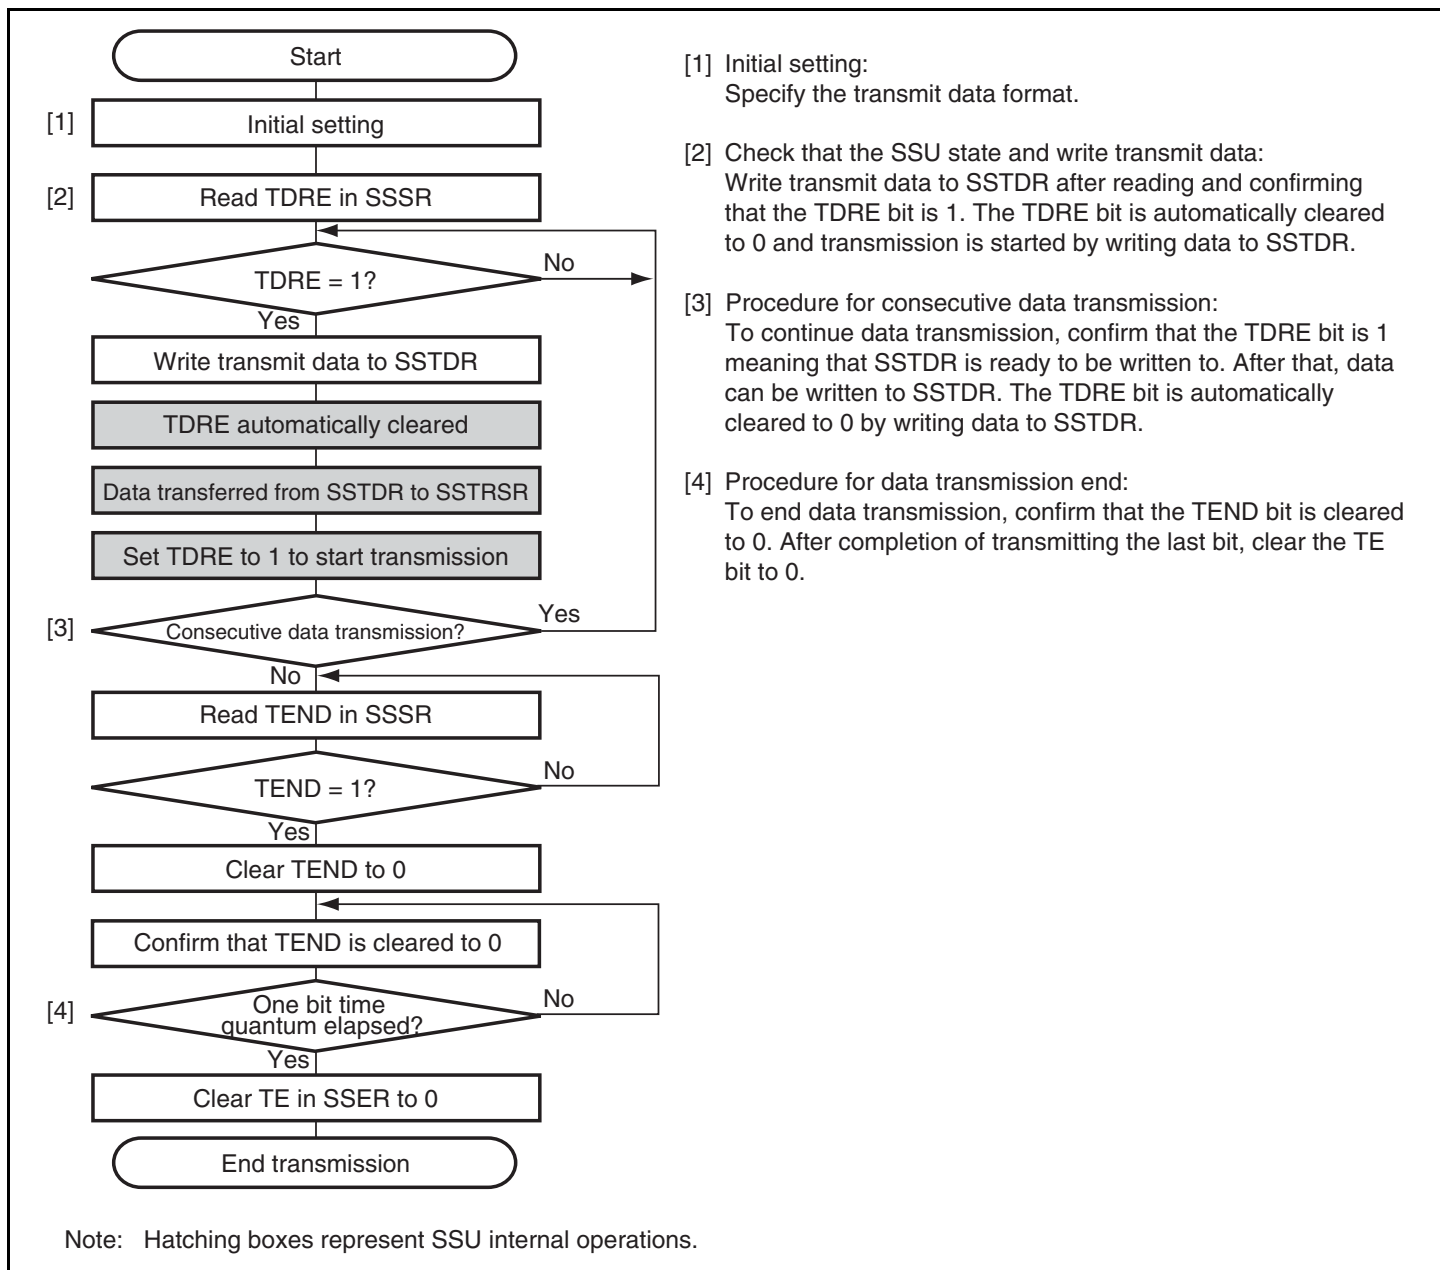 Start
[1] Initial setting
[2] Read TDRE in SSSR
TDRE = 1?
No
Yes
Write transmit data to SSTDR
TDRE automatically cleared
Data transferred from SSTDR to SSTRSR
Set TDRE to 1 to start transmission
[3] Consecutive data transmission?
Yes
No
Read TEND in SSSR
TEND = 1?
No
Yes
Clear TEND to 0
Confirm that TEND is cleared to 0
[4]
One bit time
quantum elapsed?
No
Yes
Clear TE in SSER to 0
End transmission
[1] Initial setting:
Specify the transmit data format.
[2] Check that the SSU state and write transmit data:
Write transmit data to SSTDR after reading and confirming
that the TDRE bit is 1. The TDRE bit is automatically cleared
to 0 and transmission is started by writing data to SSTDR.
[3] Procedure for consecutive data transmission:
To continue data transmission, confirm that the TDRE bit is 1
meaning that SSTDR is ready to be written to. After that, data
can be written to SSTDR. The TDRE bit is automatically
cleared to 0 by writing data to SSTDR.
[4] Procedure for data transmission end:
To end data transmission, confirm that the TEND bit is cleared
to 0. After completion of transmitting the last bit, clear the TE
bit to 0.
Note: Hatching boxes represent SSU internal operations.